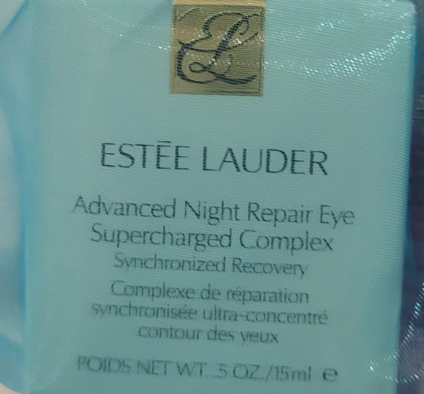 EL
ESTĒE LAUDER
Advanced Night Repair Eye
Supercharged Complex
Synchronized Recovery
Complexe de réparation
synchronisée ultra-concentré
contour des yeux
POIDS NET WT. .5 OZ./15ml e